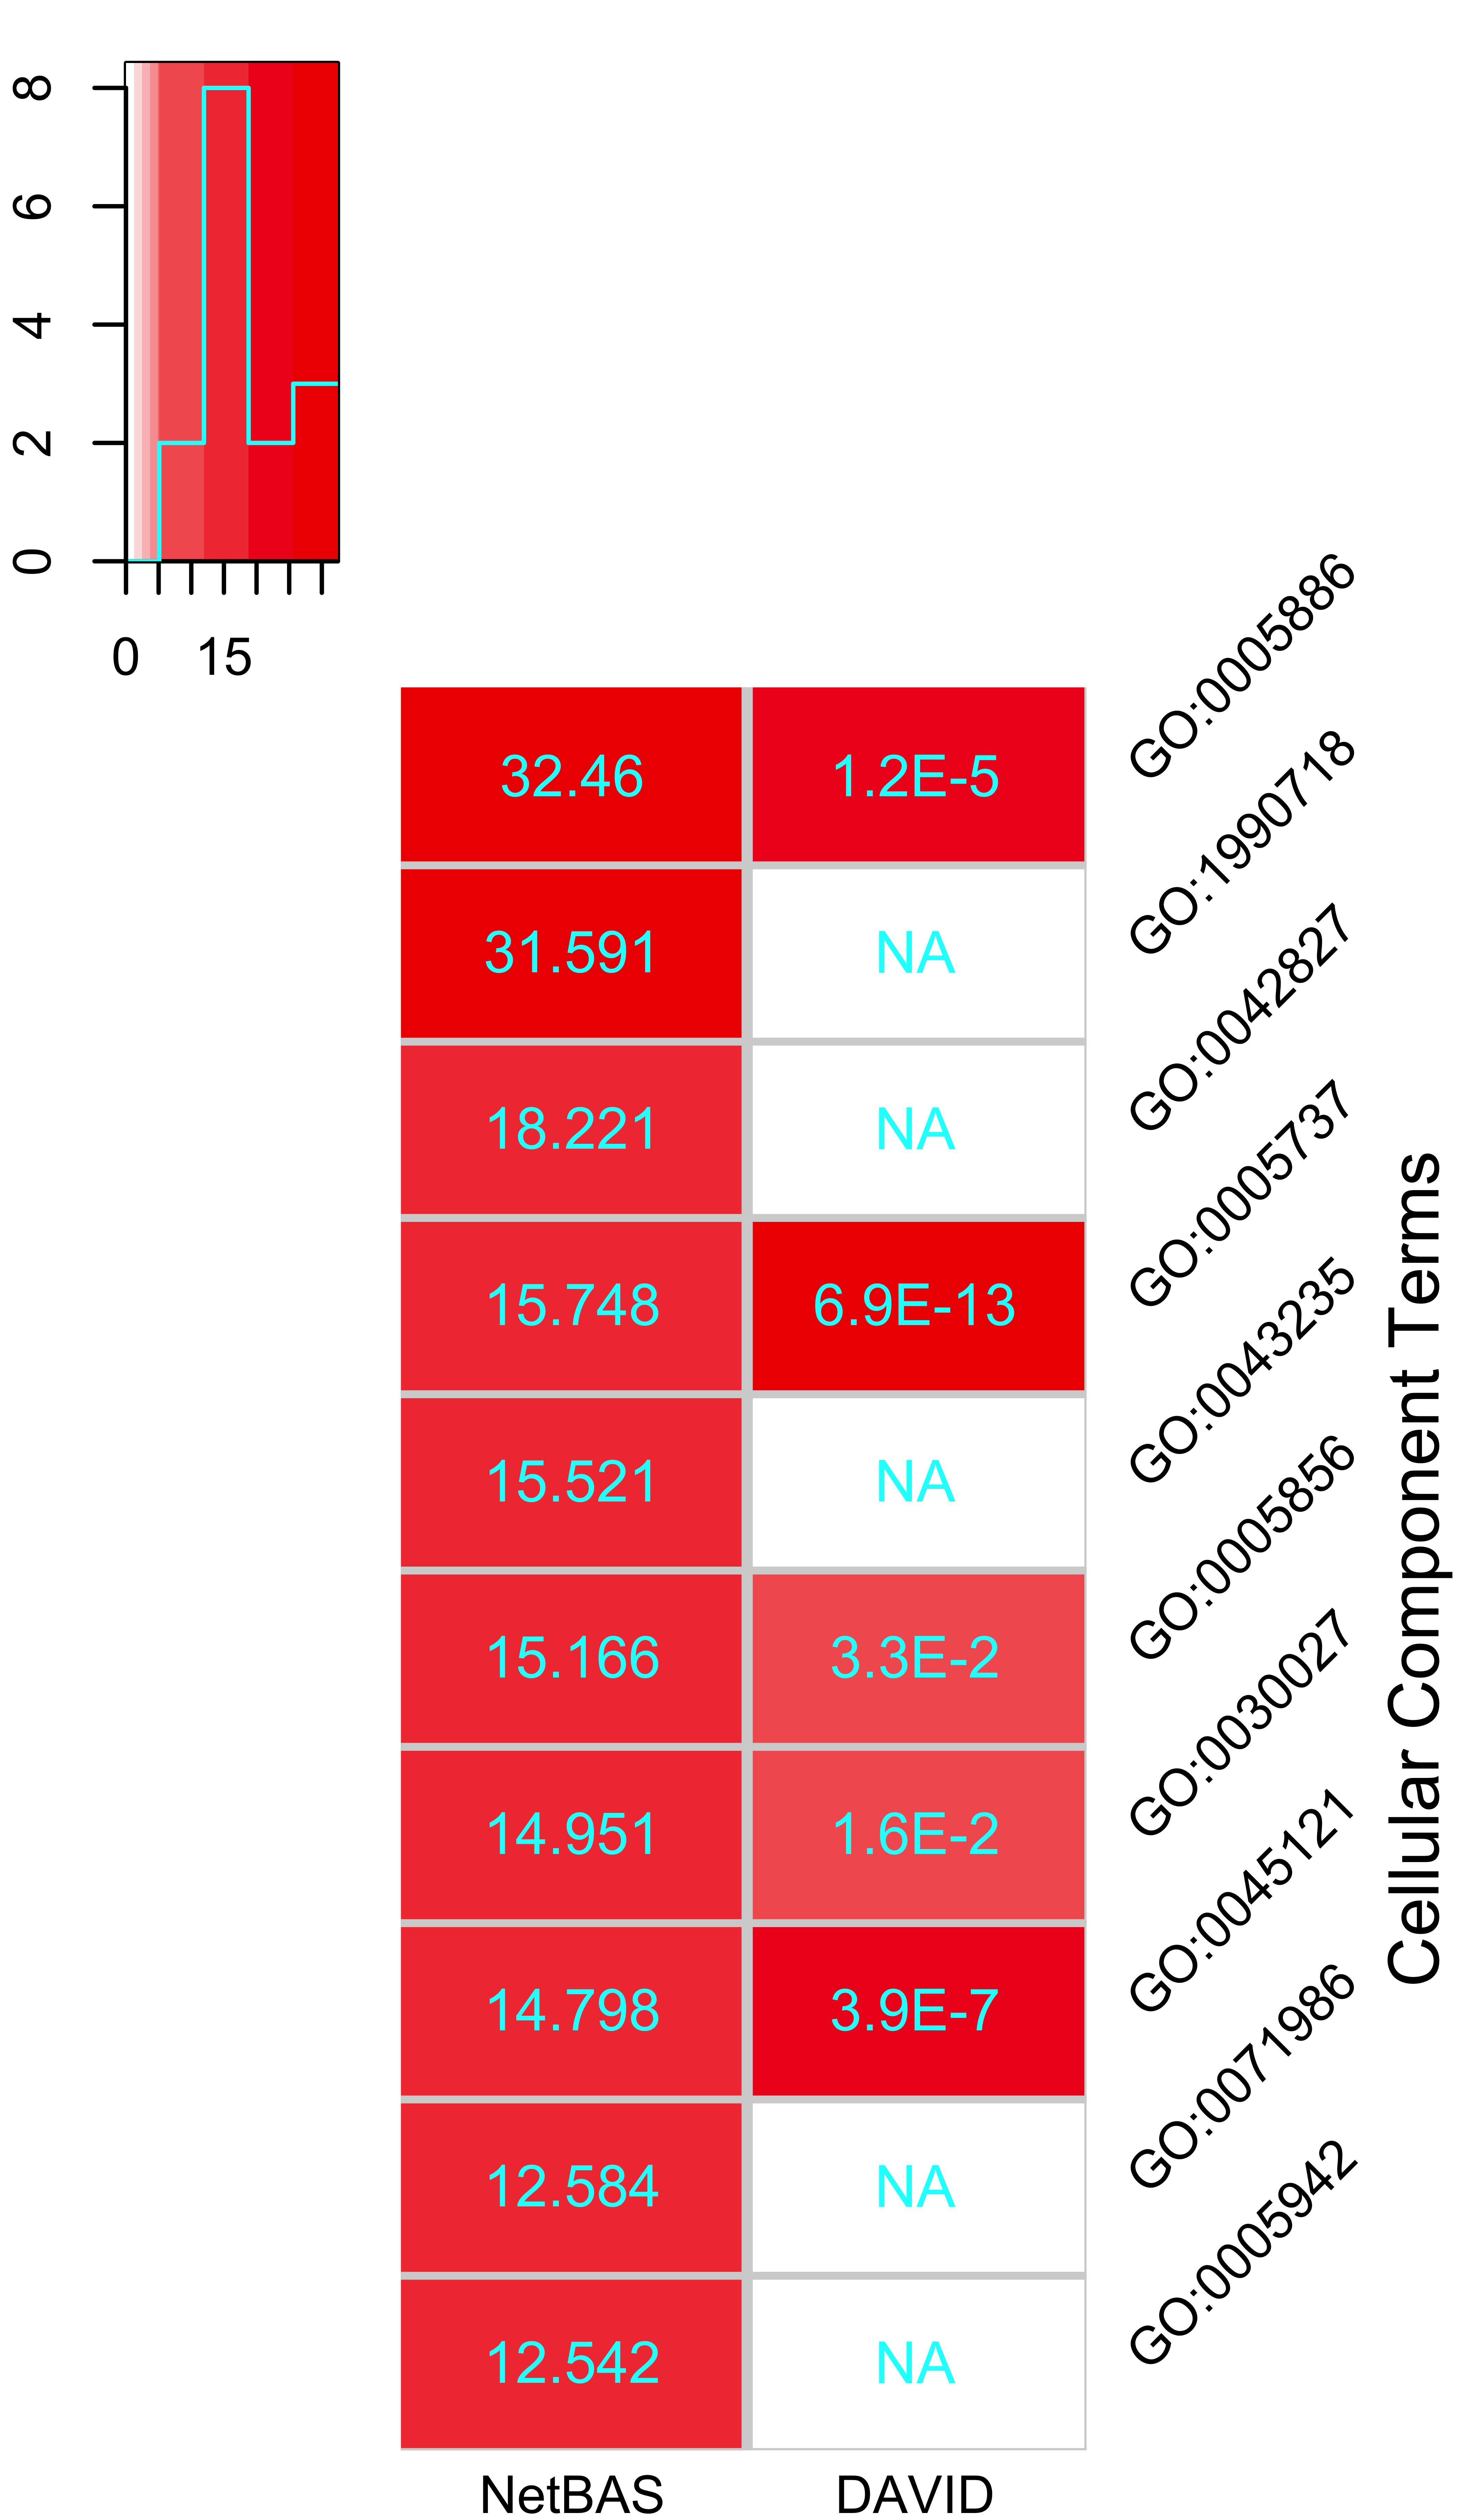 8
6
4
2
0
0 15
32.46 1.2E-5 GO:0005886
31.591 NA GO:1990718
18.221 NA GO:0042827
15.748 6.9E-13 GO:0005737
15.521 NA GO:0043235
15.166 3.3E-2 GO:0005856
14.951 1.6E-2 GO:0030027
14.798 3.9E-7 GO:0045121
12.584 NA GO:0071986
12.542 NA GO:0005942
Cellular Component Terms
NetBAS DAVID